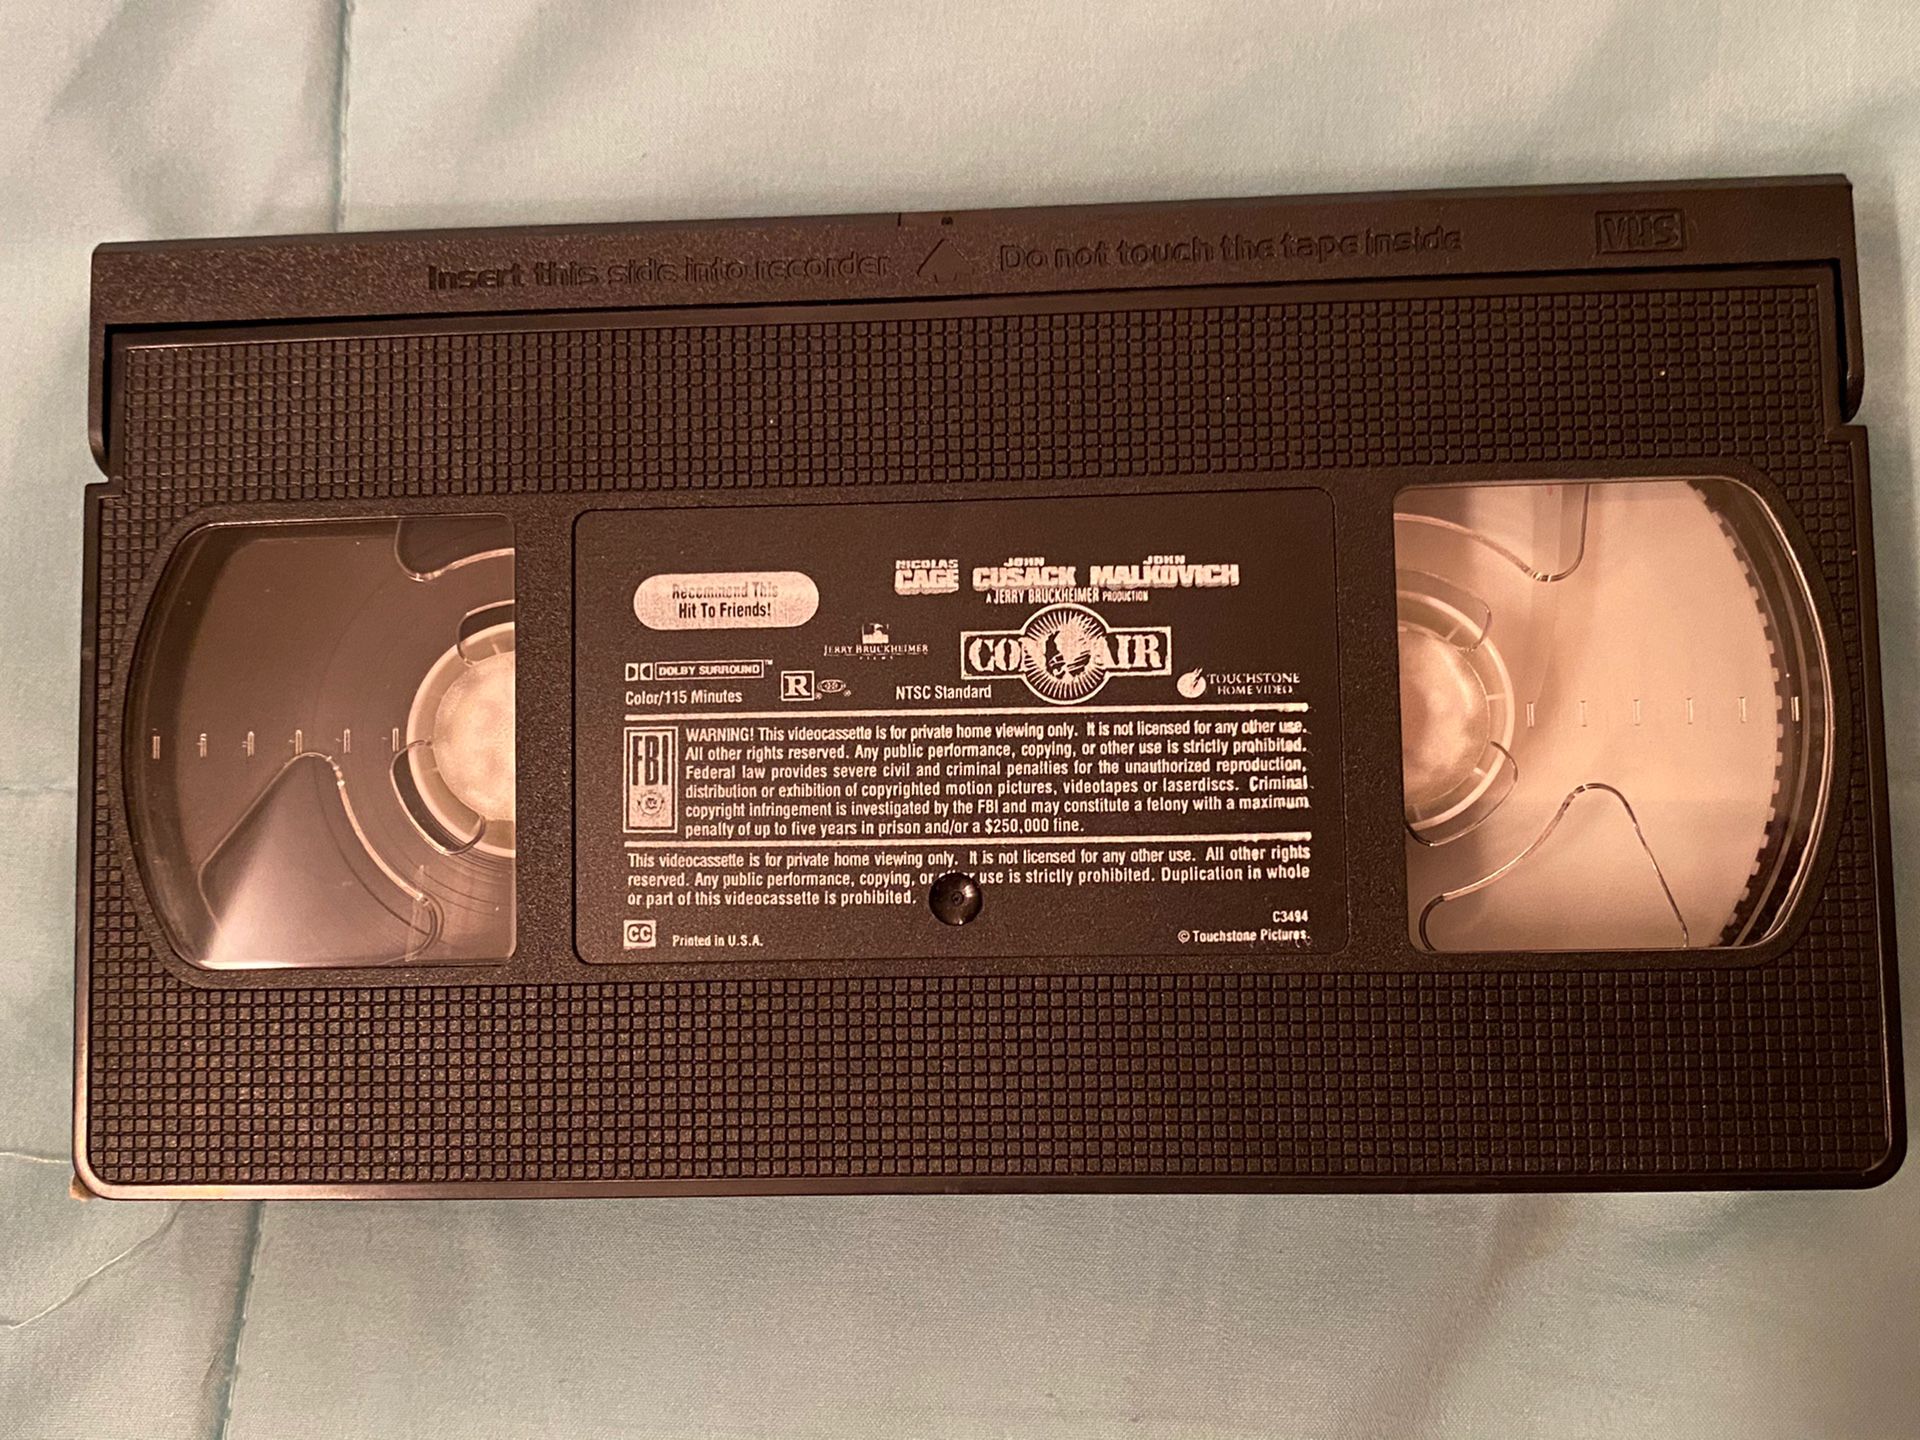 Insert this side into recorder
Do not touch the tape inside
VHS
Recommend This
Hit To Friends!
NICOLAS CAGE JOHN CUSACK JOHN MALKOVICH
A JERRY BRUCKHEIMER PRODUCTION
JERRY BRUCKHEIMER
FILMS
CON AIR
DOLBY SURROUND™
Color/115 Minutes
R
NTSC Standard
TOUCHSTONE
HOME VIDEO
FBI
WARNING! This videocassette is for private home viewing only. It is not licensed for any other use.
All other rights reserved. Any public performance, copying, or other use is strictly prohibited.
Federal law provides severe civil and criminal penalties for the unauthorized reproduction,
distribution or exhibition of copyrighted motion pictures, videotapes or laserdiscs. Criminal
copyright infringement is investigated by the FBI and may constitute a felony with a maximum
penalty of up to five years in prison and/or a $250,000 fine.
This videocassette is for private home viewing only. It is not licensed for any other use. All other rights
reserved. Any public performance, copying, or other use is strictly prohibited. Duplication in whole
or part of this videocassette is prohibited.
CC
Printed in U.S.A.
C3494
© Touchstone Pictures.